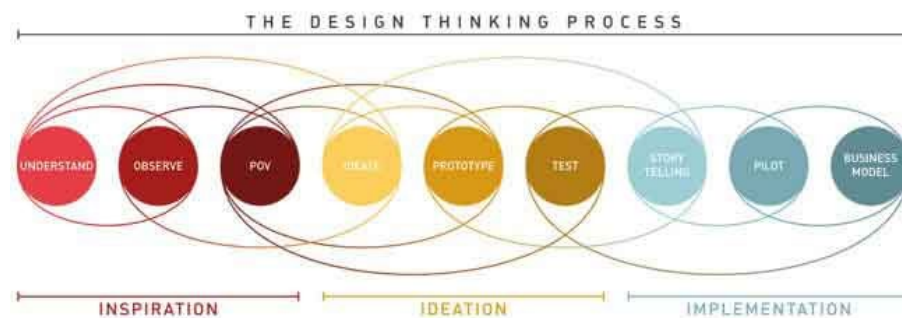 THE DESIGN THINKING PROCESS
UNDERSTAND
OBSERVE
POV
IDEATE
PROTOTYPE
TEST
STORY
TELLING
PILOT
BUSINESS
MODEL
INSPIRATION
IDEATION
IMPLEMENTATION